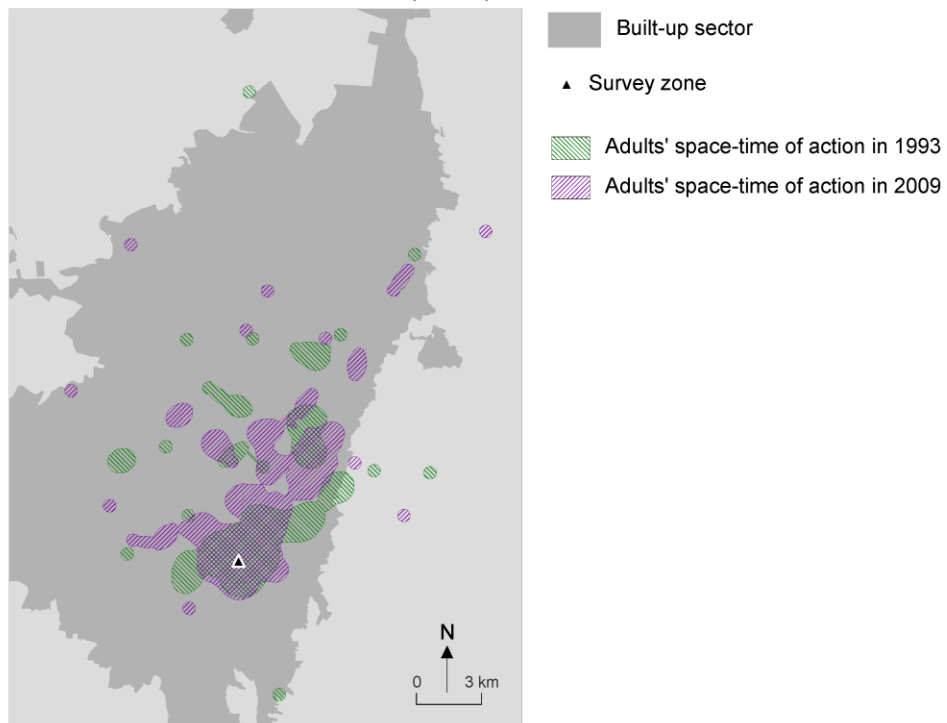 Built-up sector
Survey zone
Adults' space-time of action in 1993
Adults' space-time of action in 2009
N
0 3 km